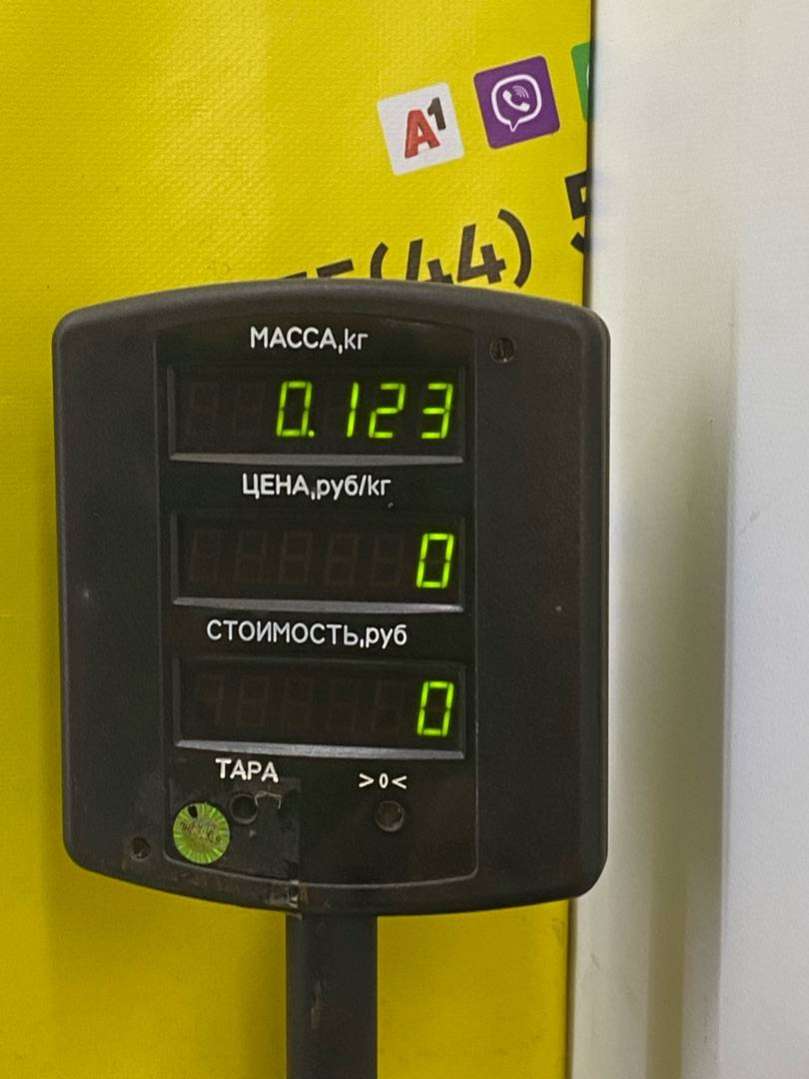 A1
(44)
МАССА,кг
0.123
ЦЕНА,руб/кг
0
СТОИМОСТЬ,руб
0
ТАРА >0<